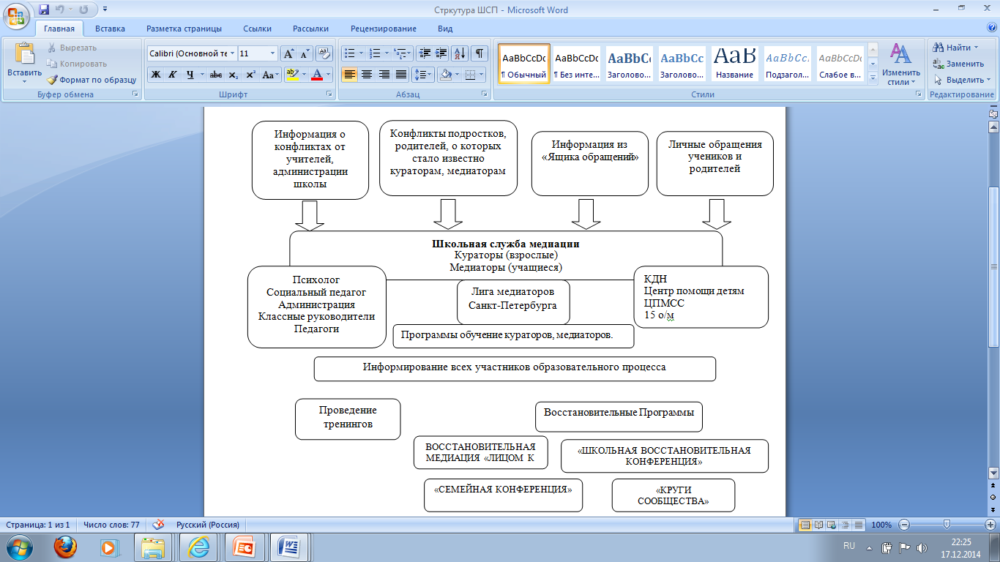 Стркутура ШСП - Microsoft Word
Главная Вставка Разметка страницы Ссылки Рассылки Рецензирование Вид
Вставить
Вырезать
Копировать
Формат по образцу
Буфер обмена
Calibri (Основной те 11
Ж К Ч abc x₂ x² Aa
Шрифт
Абзац
AaBbCcDc AaBbCcDc AaBbCc AaBbCc AaB AaBbCc. AaBbCcDc
¶ Обычный ¶ Без инте... Заголово... Заголово... Название Подзагол... Слабое в...
Изменить
стили
Стили
Найти
Заменить
Выделить
Редактирование
Информация о
конфликтах от
учителей,
администрации
школы
Конфликты подростков,
родителей, о которых
стало известно
кураторам, медиаторам
Информация из
«Ящика обращений»
Личные обращения
учеников и
родителей
Школьная служба медиации
Кураторы (взрослые)
Медиаторы (учащиеся)
Психолог
Социальный педагог
Администрация
Классные руководители
Педагоги
Лига медиаторов
Санкт-Петербурга
КДН
Центр помощи детям
ЦПМСС
15 о/м
Программы обучение кураторов, медиаторов.
Информирование всех участников образовательного процесса
Проведение
тренингов
Восстановительные Программы
ВОССТАНОВИТЕЛЬНАЯ
МЕДИАЦИЯ «ЛИЦОМ К
«ШКОЛЬНАЯ ВОССТАНОВИТЕЛЬНАЯ
КОНФЕРЕНЦИЯ»
«СЕМЕЙНАЯ КОНФЕРЕНЦИЯ»
«КРУГИ
СООБЩЕСТВА»
Страница: 1 из 1 Число слов: 77 Русский (Россия) 100%
RU
22:25
17.12.2014